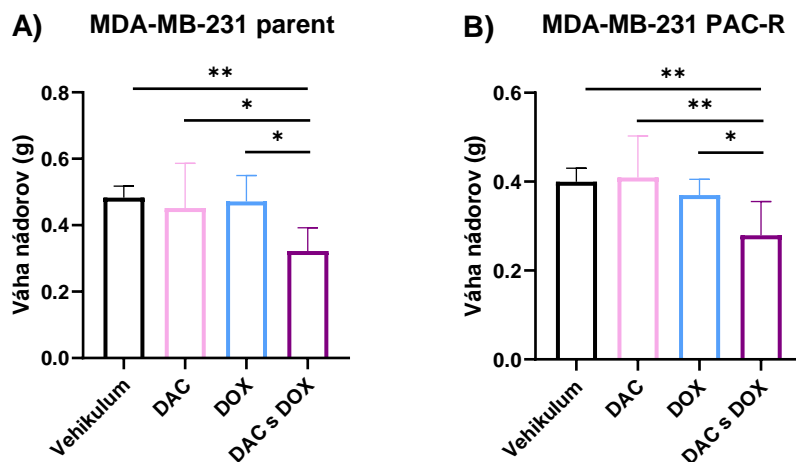 A) MDA-MB-231 parent
**
*
*
Váha nádorov (g)
0.8
0.6
0.4
0.2
0.0
Vehikulum
DAC
DOX
DAC s DOX
B) MDA-MB-231 PAC-R
**
**
*
Váha nádorov (g)
0.6
0.4
0.2
0.0
Vehikulum
DAC
DOX
DAC s DOX